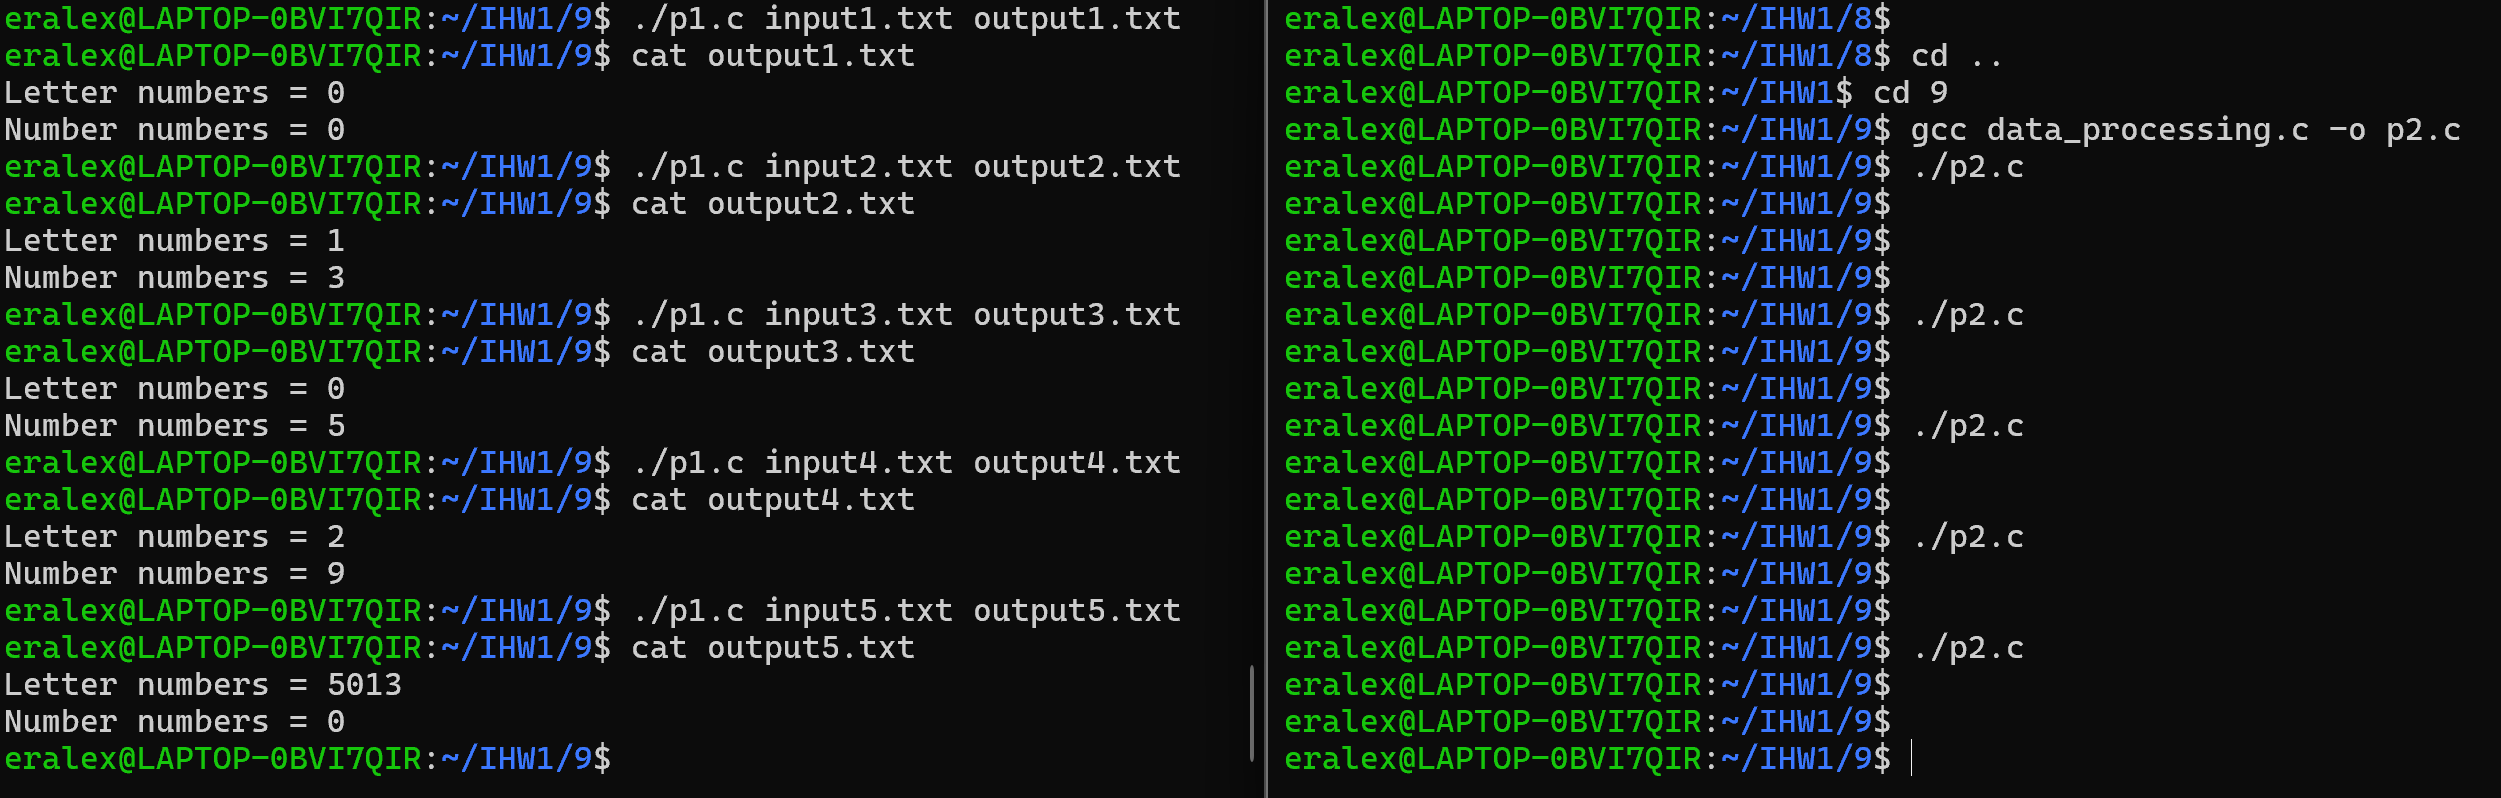 eralex@LAPTOP-0BVI7QIR:~/IHW1/9$ ./p1.c input1.txt output1.txt
eralex@LAPTOP-0BVI7QIR:~/IHW1/9$ cat output1.txt
Letter numbers = 0
Number numbers = 0
eralex@LAPTOP-0BVI7QIR:~/IHW1/9$ ./p1.c input2.txt output2.txt
eralex@LAPTOP-0BVI7QIR:~/IHW1/9$ cat output2.txt
Letter numbers = 1
Number numbers = 3
eralex@LAPTOP-0BVI7QIR:~/IHW1/9$ ./p1.c input3.txt output3.txt
eralex@LAPTOP-0BVI7QIR:~/IHW1/9$ cat output3.txt
Letter numbers = 0
Number numbers = 5
eralex@LAPTOP-0BVI7QIR:~/IHW1/9$ ./p1.c input4.txt output4.txt
eralex@LAPTOP-0BVI7QIR:~/IHW1/9$ cat output4.txt
Letter numbers = 2
Number numbers = 9
eralex@LAPTOP-0BVI7QIR:~/IHW1/9$ ./p1.c input5.txt output5.txt
eralex@LAPTOP-0BVI7QIR:~/IHW1/9$ cat output5.txt
Letter numbers = 5013
Number numbers = 0
eralex@LAPTOP-0BVI7QIR:~/IHW1/9$
eralex@LAPTOP-0BVI7QIR:~/IHW1/8$
eralex@LAPTOP-0BVI7QIR:~/IHW1/8$ cd ..
eralex@LAPTOP-0BVI7QIR:~/IHW1$ cd 9
eralex@LAPTOP-0BVI7QIR:~/IHW1/9$ gcc data_processing.c -o p2.c
eralex@LAPTOP-0BVI7QIR:~/IHW1/9$ ./p2.c
eralex@LAPTOP-0BVI7QIR:~/IHW1/9$
eralex@LAPTOP-0BVI7QIR:~/IHW1/9$
eralex@LAPTOP-0BVI7QIR:~/IHW1/9$
eralex@LAPTOP-0BVI7QIR:~/IHW1/9$ ./p2.c
eralex@LAPTOP-0BVI7QIR:~/IHW1/9$
eralex@LAPTOP-0BVI7QIR:~/IHW1/9$
eralex@LAPTOP-0BVI7QIR:~/IHW1/9$ ./p2.c
eralex@LAPTOP-0BVI7QIR:~/IHW1/9$
eralex@LAPTOP-0BVI7QIR:~/IHW1/9$
eralex@LAPTOP-0BVI7QIR:~/IHW1/9$ ./p2.c
eralex@LAPTOP-0BVI7QIR:~/IHW1/9$
eralex@LAPTOP-0BVI7QIR:~/IHW1/9$
eralex@LAPTOP-0BVI7QIR:~/IHW1/9$ ./p2.c
eralex@LAPTOP-0BVI7QIR:~/IHW1/9$
eralex@LAPTOP-0BVI7QIR:~/IHW1/9$
eralex@LAPTOP-0BVI7QIR:~/IHW1/9$